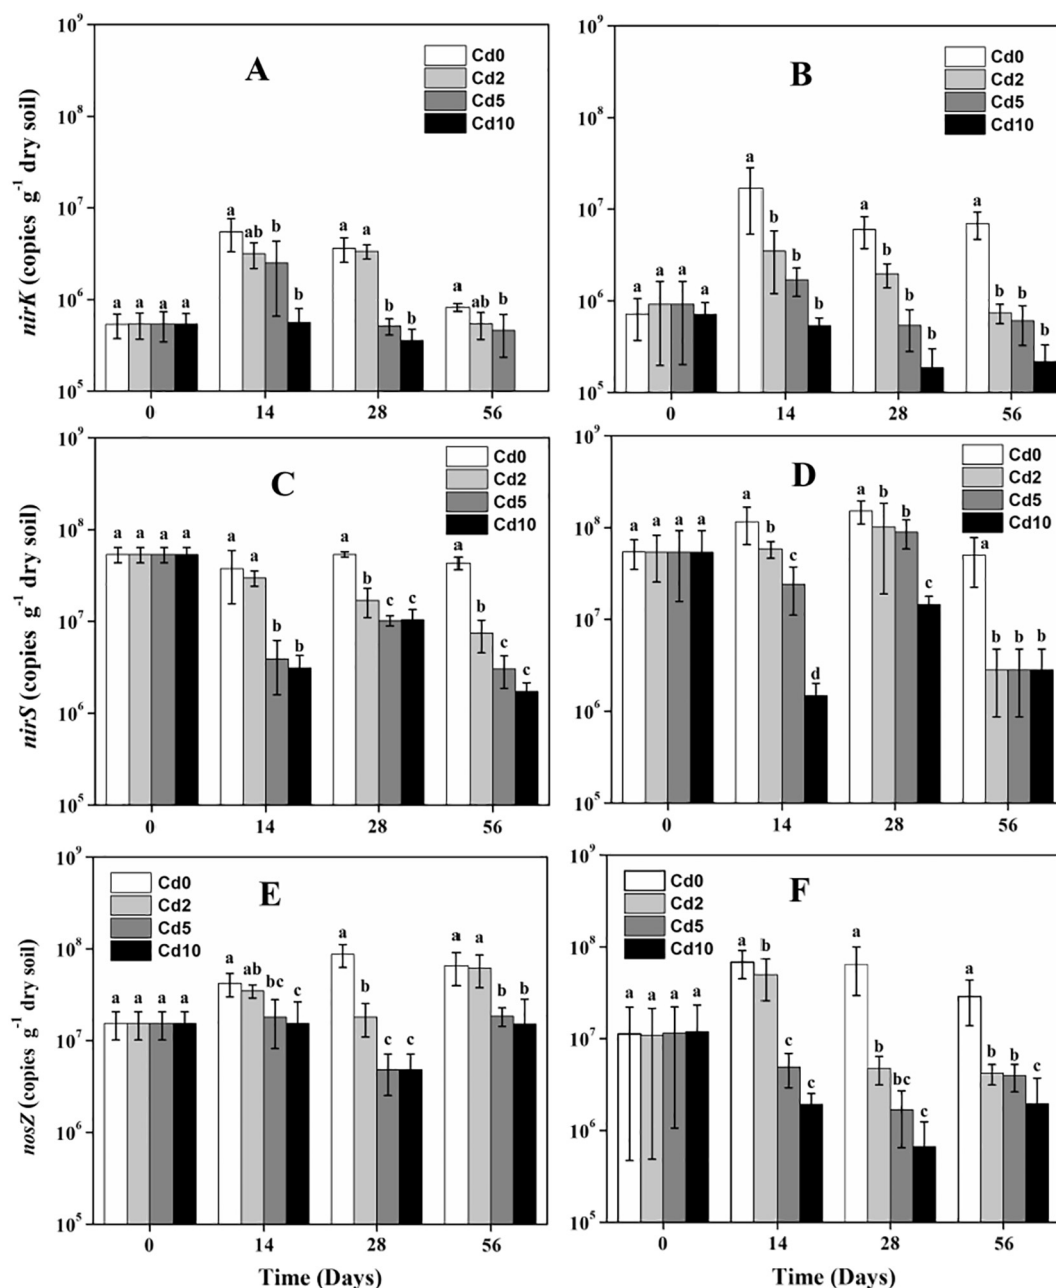 nirK (copies g⁻¹ dry soil)
10⁹
10⁸
10⁷
10⁶
10⁵
A
Cd0
Cd2
Cd5
Cd10
a a a a
a ab b b
a a b b
a ab b
0 14 28 56
10⁹
10⁸
10⁷
10⁶
10⁵
B
Cd0
Cd2
Cd5
Cd10
a a a a
a b b b
a b b b
a b b b
0 14 28 56
nirS (copies g⁻¹ dry soil)
10⁹
10⁸
10⁷
10⁶
10⁵
C
Cd0
Cd2
Cd5
Cd10
a a a a
a a b b
a b c c
a b c c
0 14 28 56
10⁹
10⁸
10⁷
10⁶
10⁵
D
Cd0
Cd2
Cd5
Cd10
a a a a
a b c d
a b b c
a b b b
0 14 28 56
nosZ (copies g⁻¹ dry soil)
10⁹
10⁸
10⁷
10⁶
10⁵
E
Cd0
Cd2
Cd5
Cd10
a a a a
a ab bc c
a b c c
a a b b
0 14 28 56
Time (Days)
10⁹
10⁸
10⁷
10⁶
10⁵
F
Cd0
Cd2
Cd5
Cd10
a a a a
a b c c
a b bc c
a b b c
0 14 28 56
Time (Days)